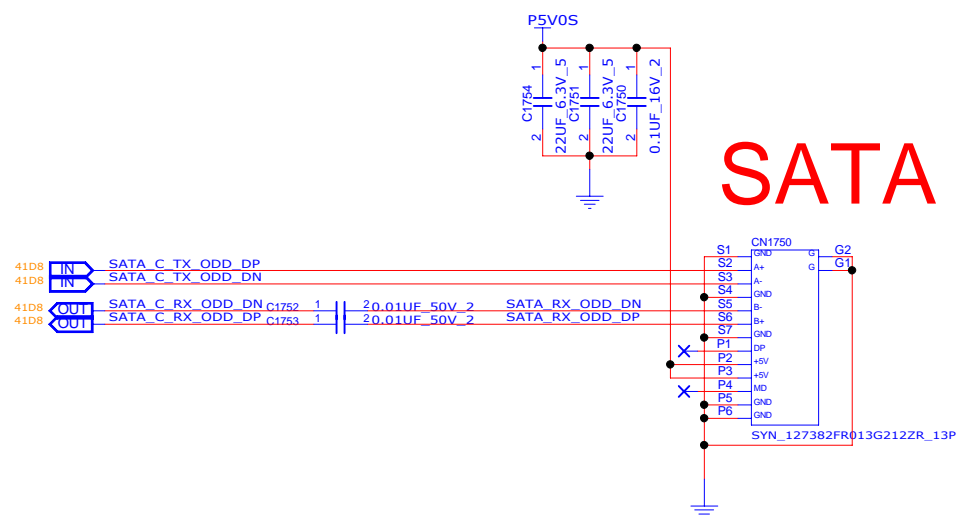 P5V0S
1 1 1
C1754 22UF_6.3V_5 C1751 22UF_6.3V_5 C1750 0.1UF_16V_2
2 2 2
SATA
CN1750
S1 GND G G2
41D8 IN SATA_C_TX_ODD_DP S2 A+ G G1
41D8 IN SATA_C_TX_ODD_DN S3 A-
S4 GND
41D8 OUT SATA_C_RX_ODD_DN C1752 1 2 0.01UF_50V_2 SATA_RX_ODD_DN S5 B-
41D8 OUT SATA_C_RX_ODD_DP C1753 1 2 0.01UF_50V_2 SATA_RX_ODD_DP S6 B+
S7 GND
P1 DP
P2 +5V
P3 +5V
P4 MD
P5 GND
P6 GND
SYN_127382FR013G212ZR_13P